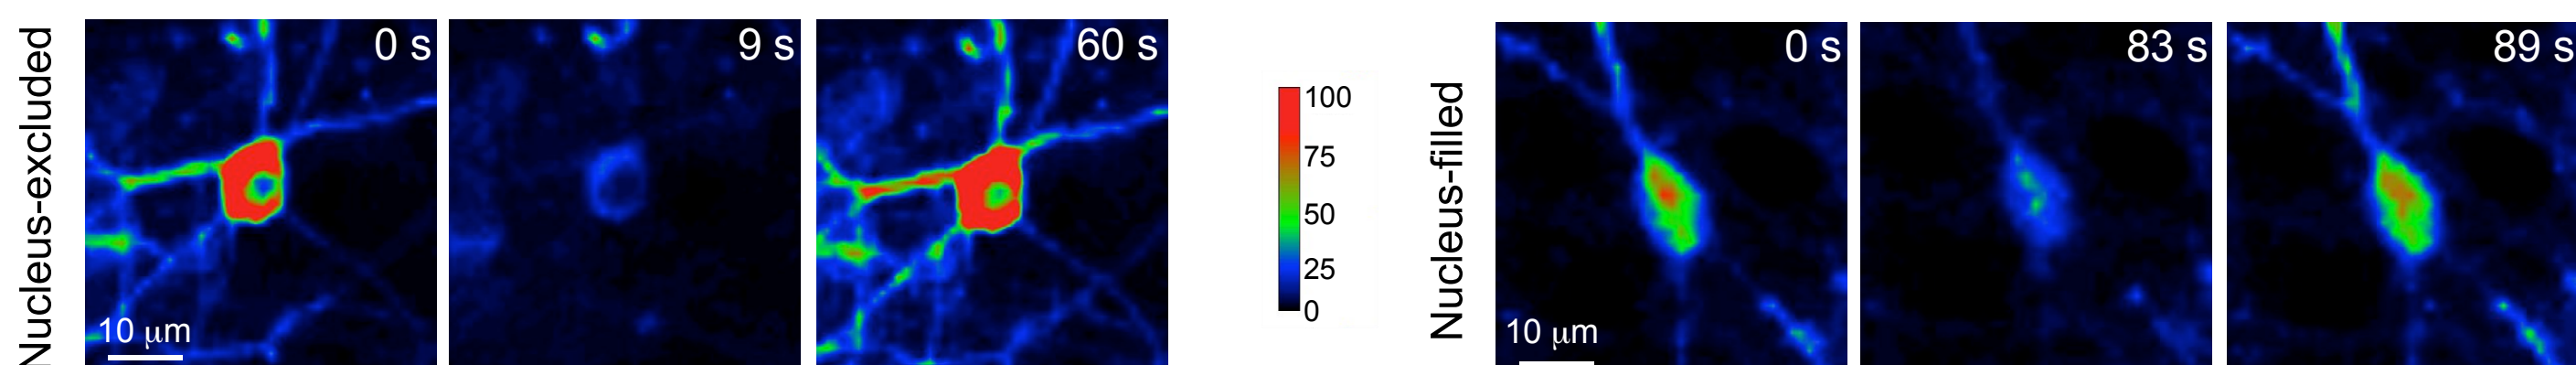 Nucleus-excluded
0 s
9 s
60 s
10 μm
100
75
50
25
0
Nucleus-filled
0 s
83 s
89 s
10 μm